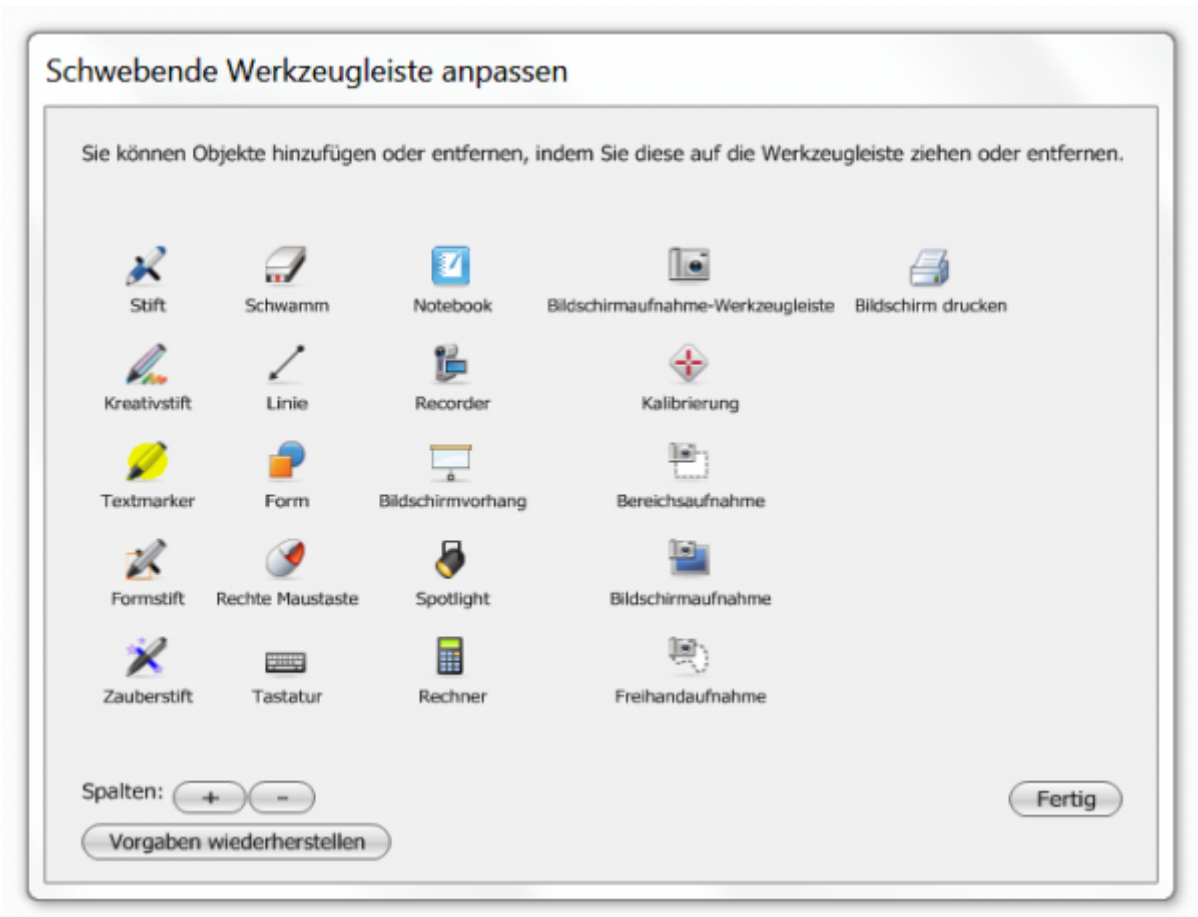 Schwebende Werkzeugleiste anpassen
Sie können Objekte hinzufügen oder entfernen, indem Sie diese auf die Werkzeugleiste ziehen oder entfernen.
Stift Schwamm Notebook Bildschirmaufnahme-Werkzeugleiste Bildschirm drucken
Kreativstift Linie Recorder Kalibrierung
Textmarker Form Bildschirmvorhang Bereichsaufnahme
Formstift Rechte Maustaste Spotlight Bildschirmaufnahme
Zauberstift Tastatur Rechner Freihandaufnahme
Spalten: + - Fertig
Vorgaben wiederherstellen